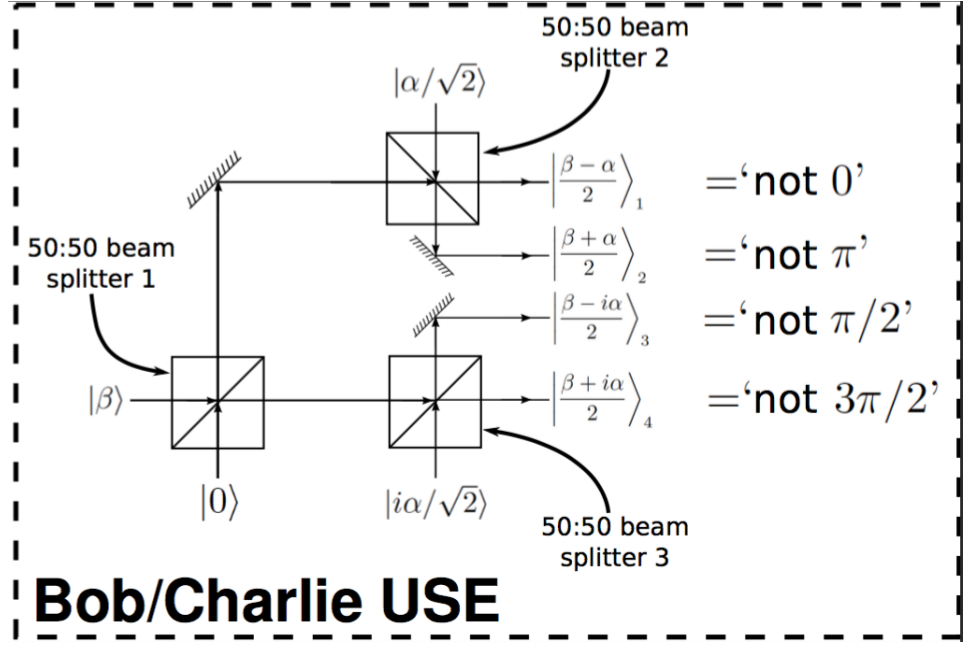 50:50 beam
splitter 2
|α/√2⟩
|(β − α)/2⟩₁ =‘not 0’
50:50 beam
splitter 1
|(β + α)/2⟩₂ =‘not π’
|(β − iα)/2⟩₃ =‘not π/2’
|β⟩
|(β + iα)/2⟩₄ =‘not 3π/2’
|0⟩
|iα/√2⟩
50:50 beam
splitter 3
Bob/Charlie USE